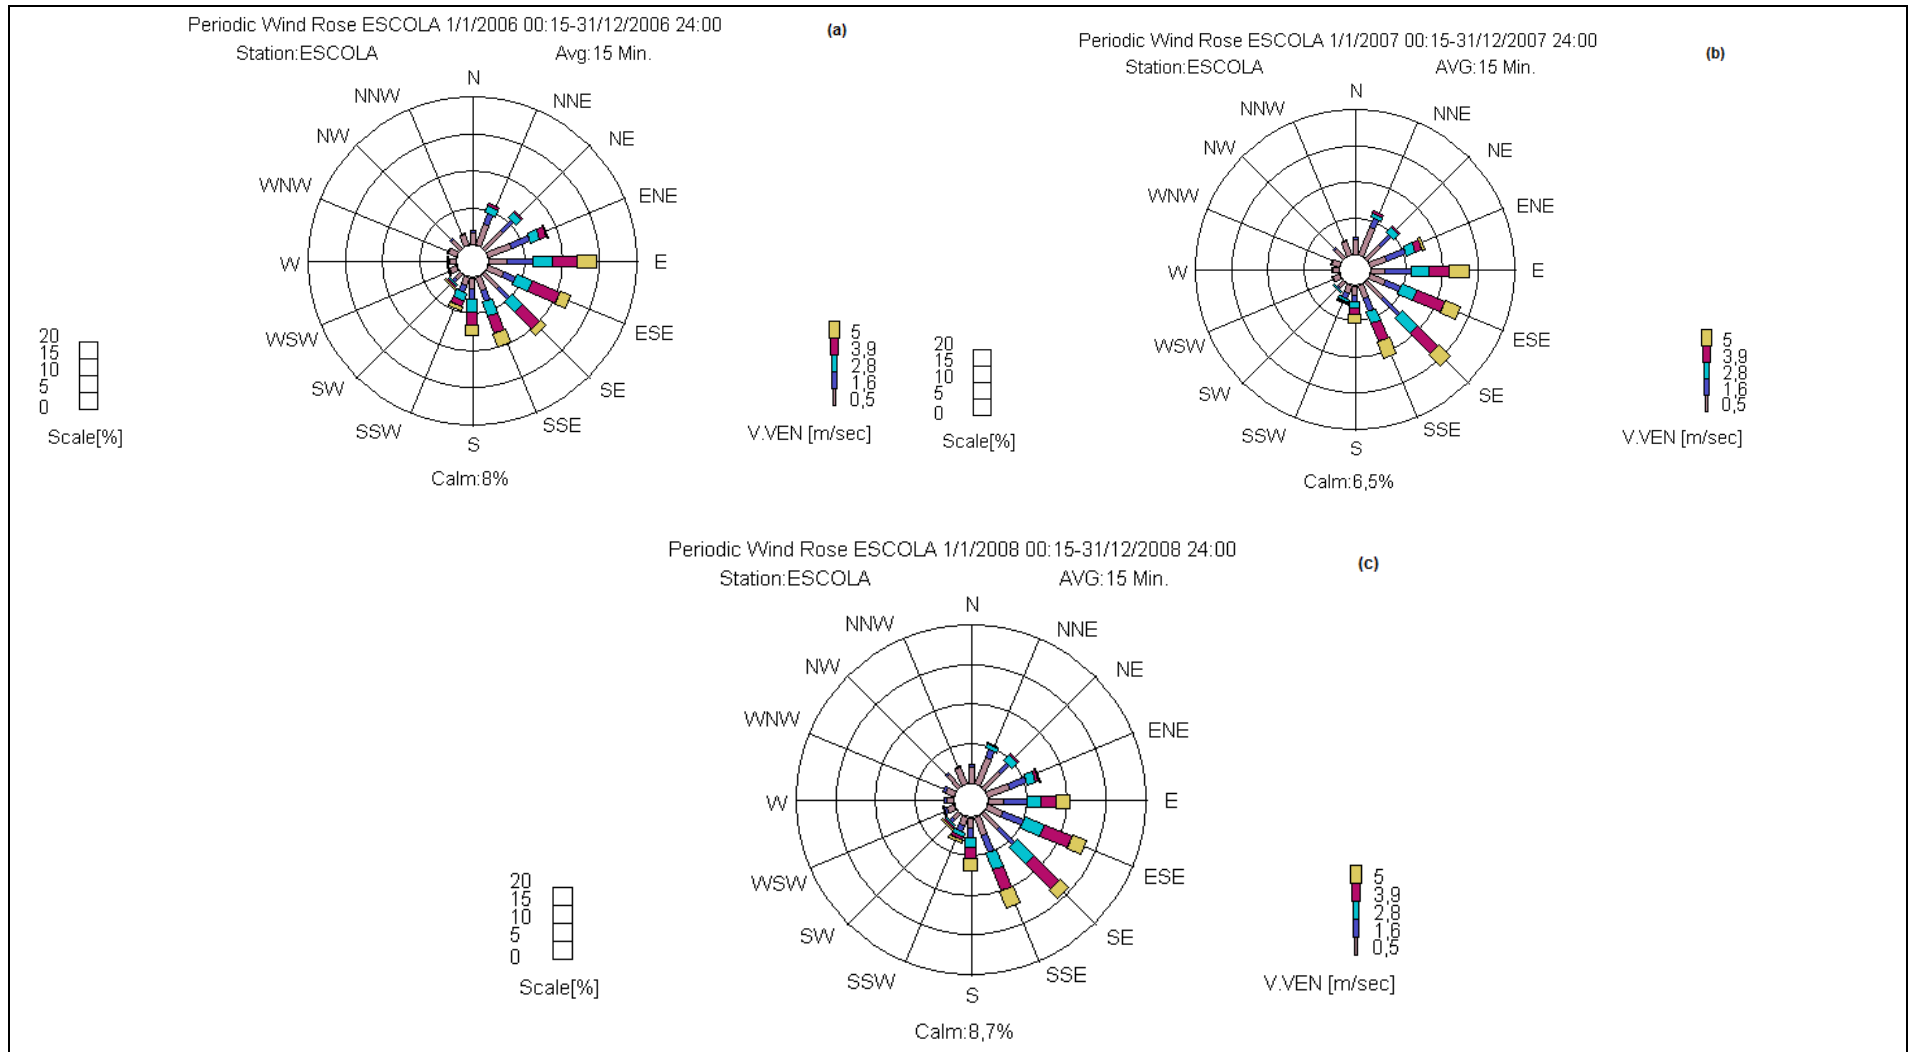 Periodic Wind Rose ESCOLA 1/1/2006 00:15-31/12/2006 24:00
(a)
Station:ESCOLA Avg:15 Min.
N
NNW NNE
NW NE
WNW ENE
W E
WSW ESE
SW SE
SSW SSE
S
20
15
10
5
0
Scale[%]
5
3,9
2,8
1,6
0,5
V.VEN [m/sec]
Calm:8%
Periodic Wind Rose ESCOLA 1/1/2007 00:15-31/12/2007 24:00
(b)
Station:ESCOLA AVG:15 Min.
N
NNW NNE
NW NE
WNW ENE
W E
WSW ESE
SW SE
SSW SSE
S
20
15
10
5
0
Scale[%]
5
3,9
2,8
1,6
0,5
V.VEN [m/sec]
Calm:6,5%
Periodic Wind Rose ESCOLA 1/1/2008 00:15-31/12/2008 24:00
(c)
Station:ESCOLA AVG:15 Min.
N
NNW NNE
NW NE
WNW ENE
W E
WSW ESE
SW SE
SSW SSE
S
20
15
10
5
0
Scale[%]
5
3,9
2,8
1,6
0,5
V.VEN [m/sec]
Calm:8,7%